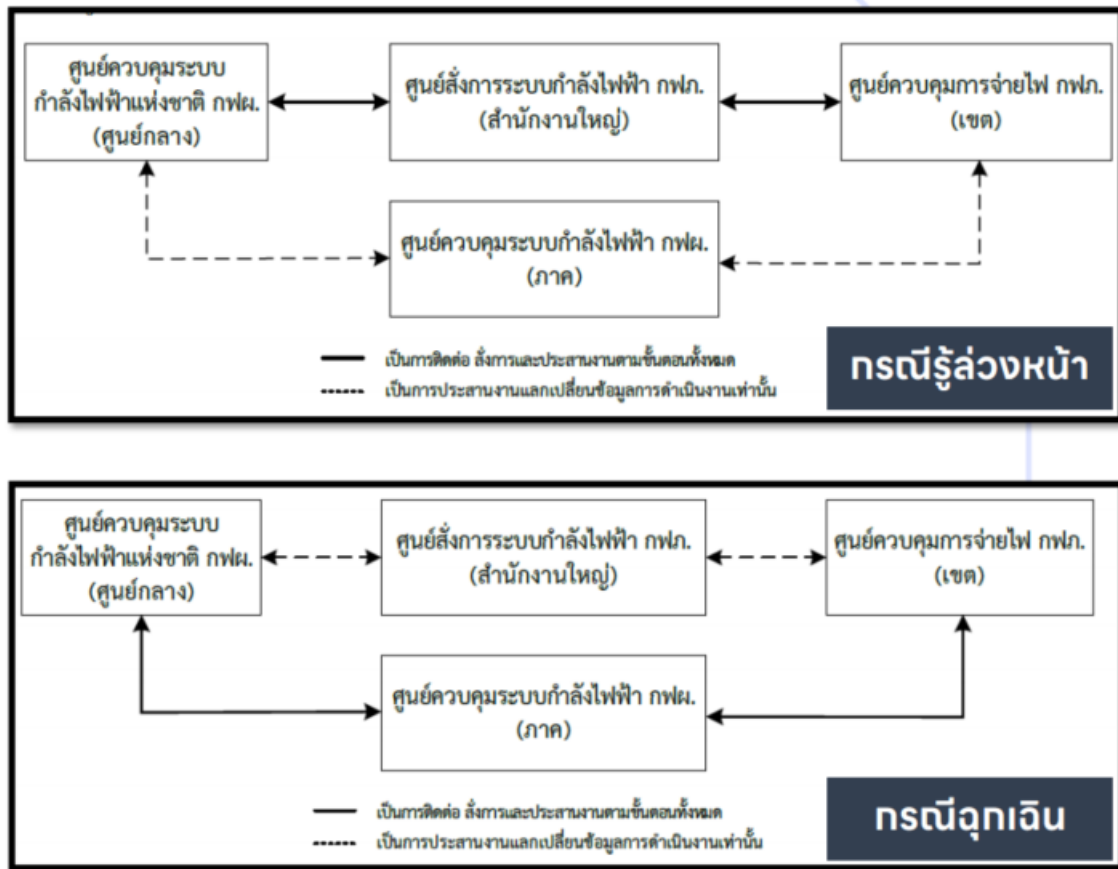 ศูนย์ควบคุมระบบ
กำลังไฟฟ้าแห่งชาติ กฟผ.
(ศูนย์กลาง)
ศูนย์สั่งการระบบกำลังไฟฟ้า กฟภ.
(สำนักงานใหญ่)
ศูนย์ควบคุมการจ่ายไฟ กฟภ.
(เขต)
ศูนย์ควบคุมระบบกำลังไฟฟ้า กฟผ.
(ภาค)
เป็นการติดต่อ สั่งการและประสานงานตามขั้นตอนทั้งหมด
เป็นการประสานงานแลกเปลี่ยนข้อมูลการดำเนินงานเท่านั้น
กรณีรู้ล่วงหน้า
ศูนย์ควบคุมระบบ
กำลังไฟฟ้าแห่งชาติ กฟผ.
(ศูนย์กลาง)
ศูนย์สั่งการระบบกำลังไฟฟ้า กฟภ.
(สำนักงานใหญ่)
ศูนย์ควบคุมการจ่ายไฟ กฟภ.
(เขต)
ศูนย์ควบคุมระบบกำลังไฟฟ้า กฟผ.
(ภาค)
เป็นการติดต่อ สั่งการและประสานงานตามขั้นตอนทั้งหมด
เป็นการประสานงานแลกเปลี่ยนข้อมูลการดำเนินงานเท่านั้น
กรณีฉุกเฉิน